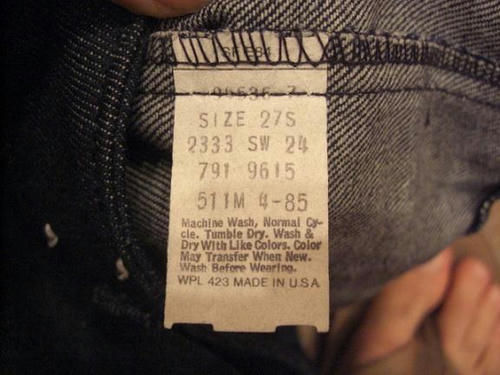 SIZE 27S
2333 SW 24
791 9615
511M 4-85
Machine Wash, Normal Cy-
cle. Tumble Dry. Wash &
Dry With Like Colors. Color
May Transfer When New.
Wash Before Wearing.
WPL 423 MADE IN U.S.A.